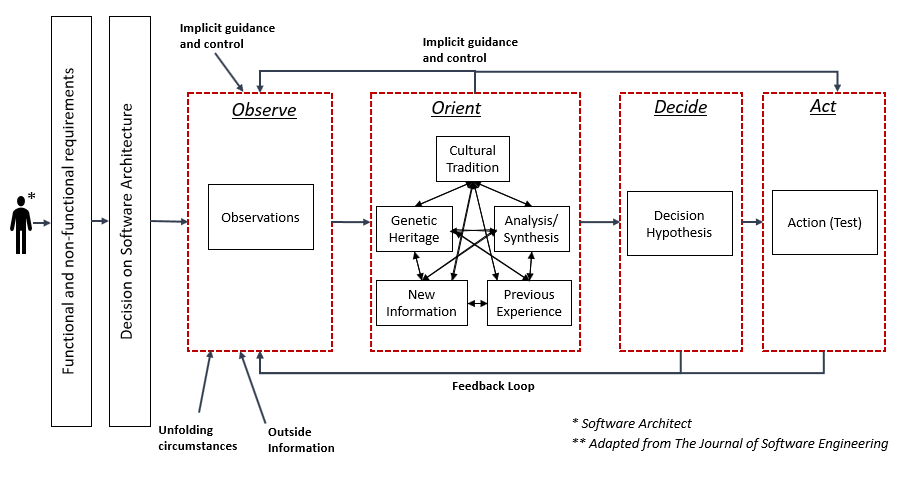 *
Functional and non-functional requirements
Decision on Software Architecture
Implicit guidance
and control
Implicit guidance
and control
Observe
Observations
Orient
Cultural
Tradition
Genetic
Heritage
Analysis/
Synthesis
New
Information
Previous
Experience
Decide
Decision
Hypothesis
Act
Action (Test)
Feedback Loop
Unfolding
circumstances
Outside
Information
* Software Architect
** Adapted from The Journal of Software Engineering